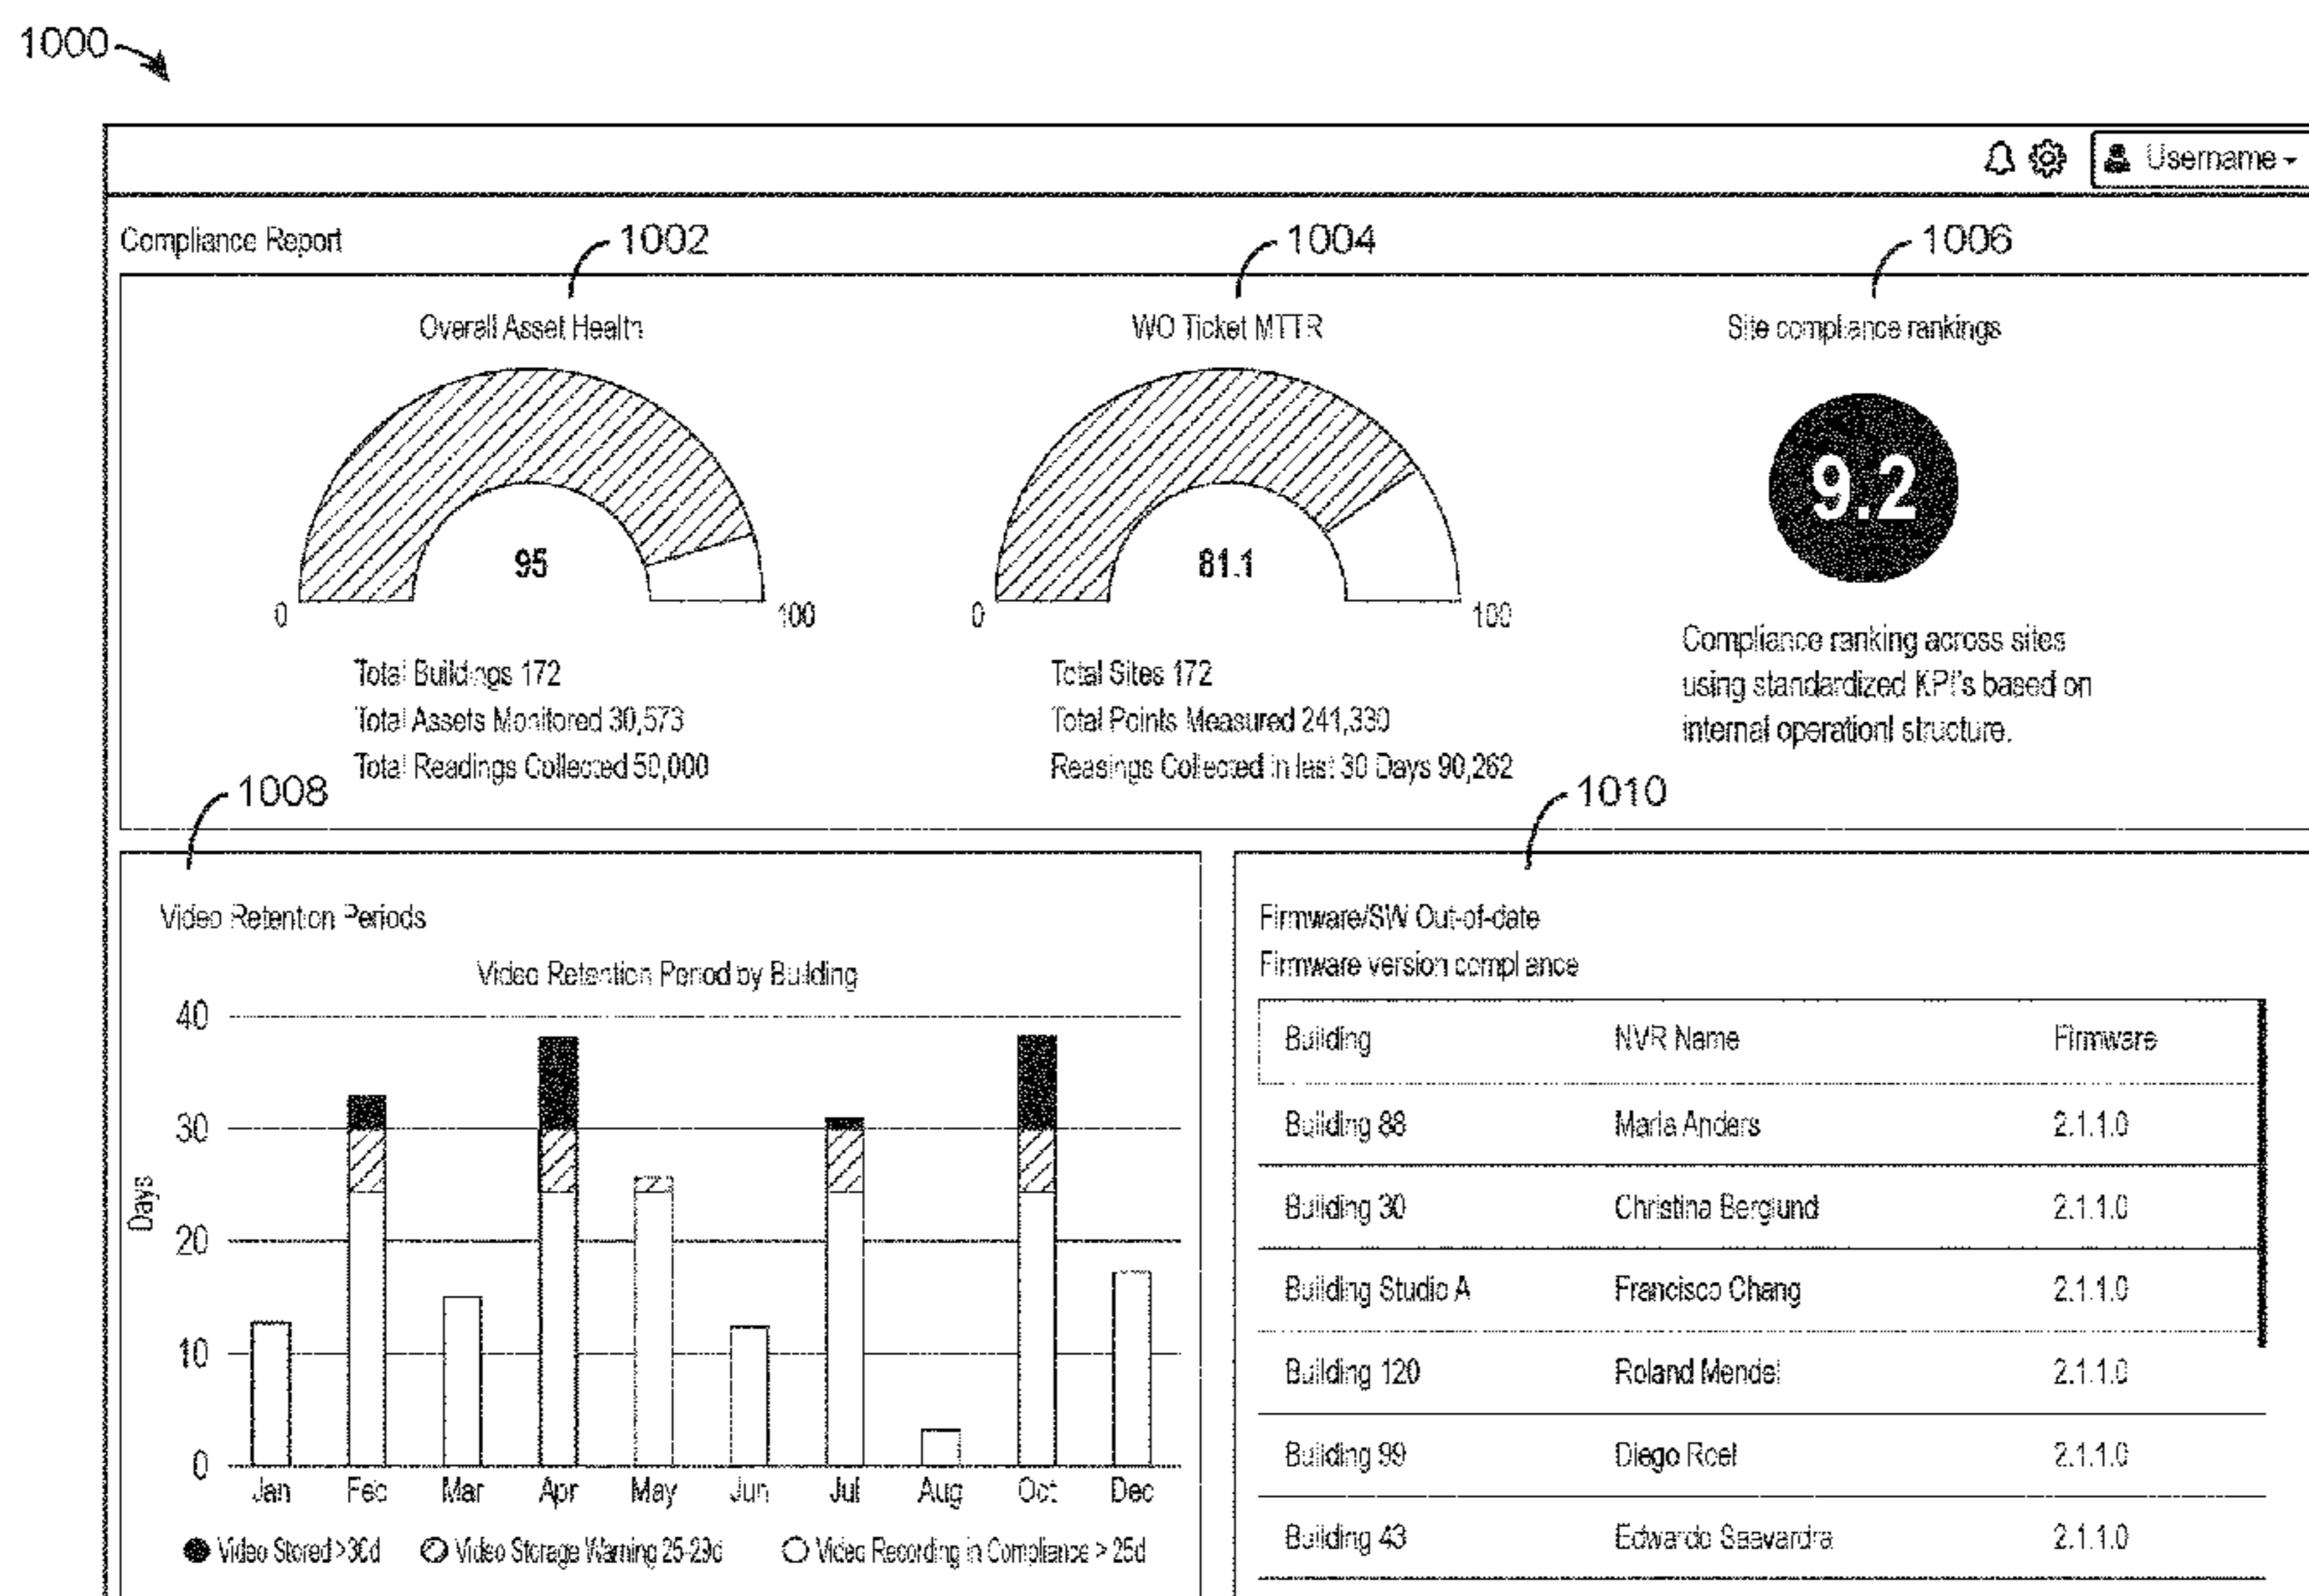 1000
Username
Compliance Report
1002
1004
1006
Overall Asset Health
WO Ticket MTTR
Site compliance rankings
95
0
100
81.1
0
100
9.2
Total Buildings 172
Total Assets Monitored 30,573
Total Readings Collected 50,000
Total Sites 172
Total Points Measured 241,330
Reasings Collected in last 30 Days 90,262
Compliance ranking across sites
using standardized KPI's based on
internal operationl structure.
1008
1010
Video Retention Periods
Video Retention Period by Building
Days
40
30
20
10
0
Jan Feb Mar Apr May Jun Jul Aug Oct Dec
Video Stored >30d Video Storage Warning 25-29d Video Recording in Compliance > 25d
Firmware/SW Out-of-date
Firmware version compliance
Building NVR Name Firmware
Building 88 Maria Anders 2.1.1.0
Building 30 Christina Berglund 2.1.1.0
Building Studio A Francisco Chang 2.1.1.0
Building 120 Roland Mendel 2.1.1.0
Building 99 Diego Roel 2.1.1.0
Building 43 Edwardo Saavardra 2.1.1.0